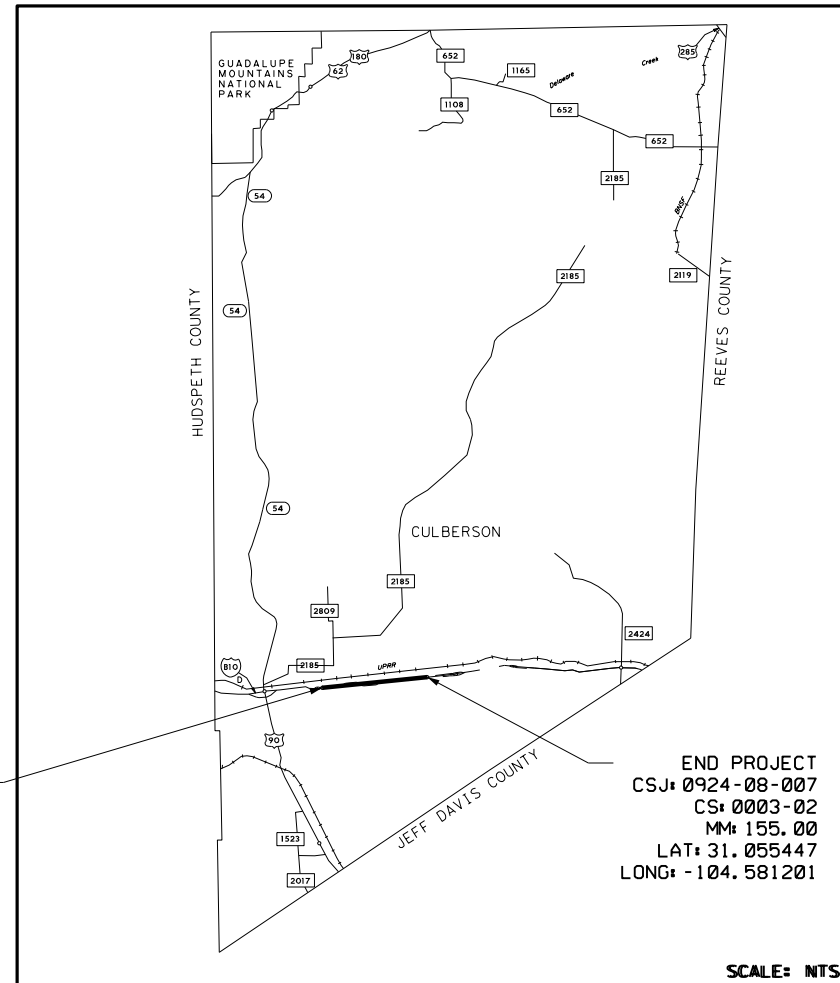 GUADALUPE
MOUNTAINS
NATIONAL
PARK
62
180
652
1165
1108
Delaware
Creek
652
652
285
BNSF
2185
2119
54
54
54
2185
HUDSPETH COUNTY
REEVES COUNTY
CULBERSON
2185
2809
2185
UPRR
2424
B10
D
90
1523
2017
JEFF DAVIS COUNTY
END PROJECT
CSJ: 0924-08-007
CS: 0003-02
MM: 155.00
LAT: 31.055447
LONG: -104.581201
SCALE: NTS